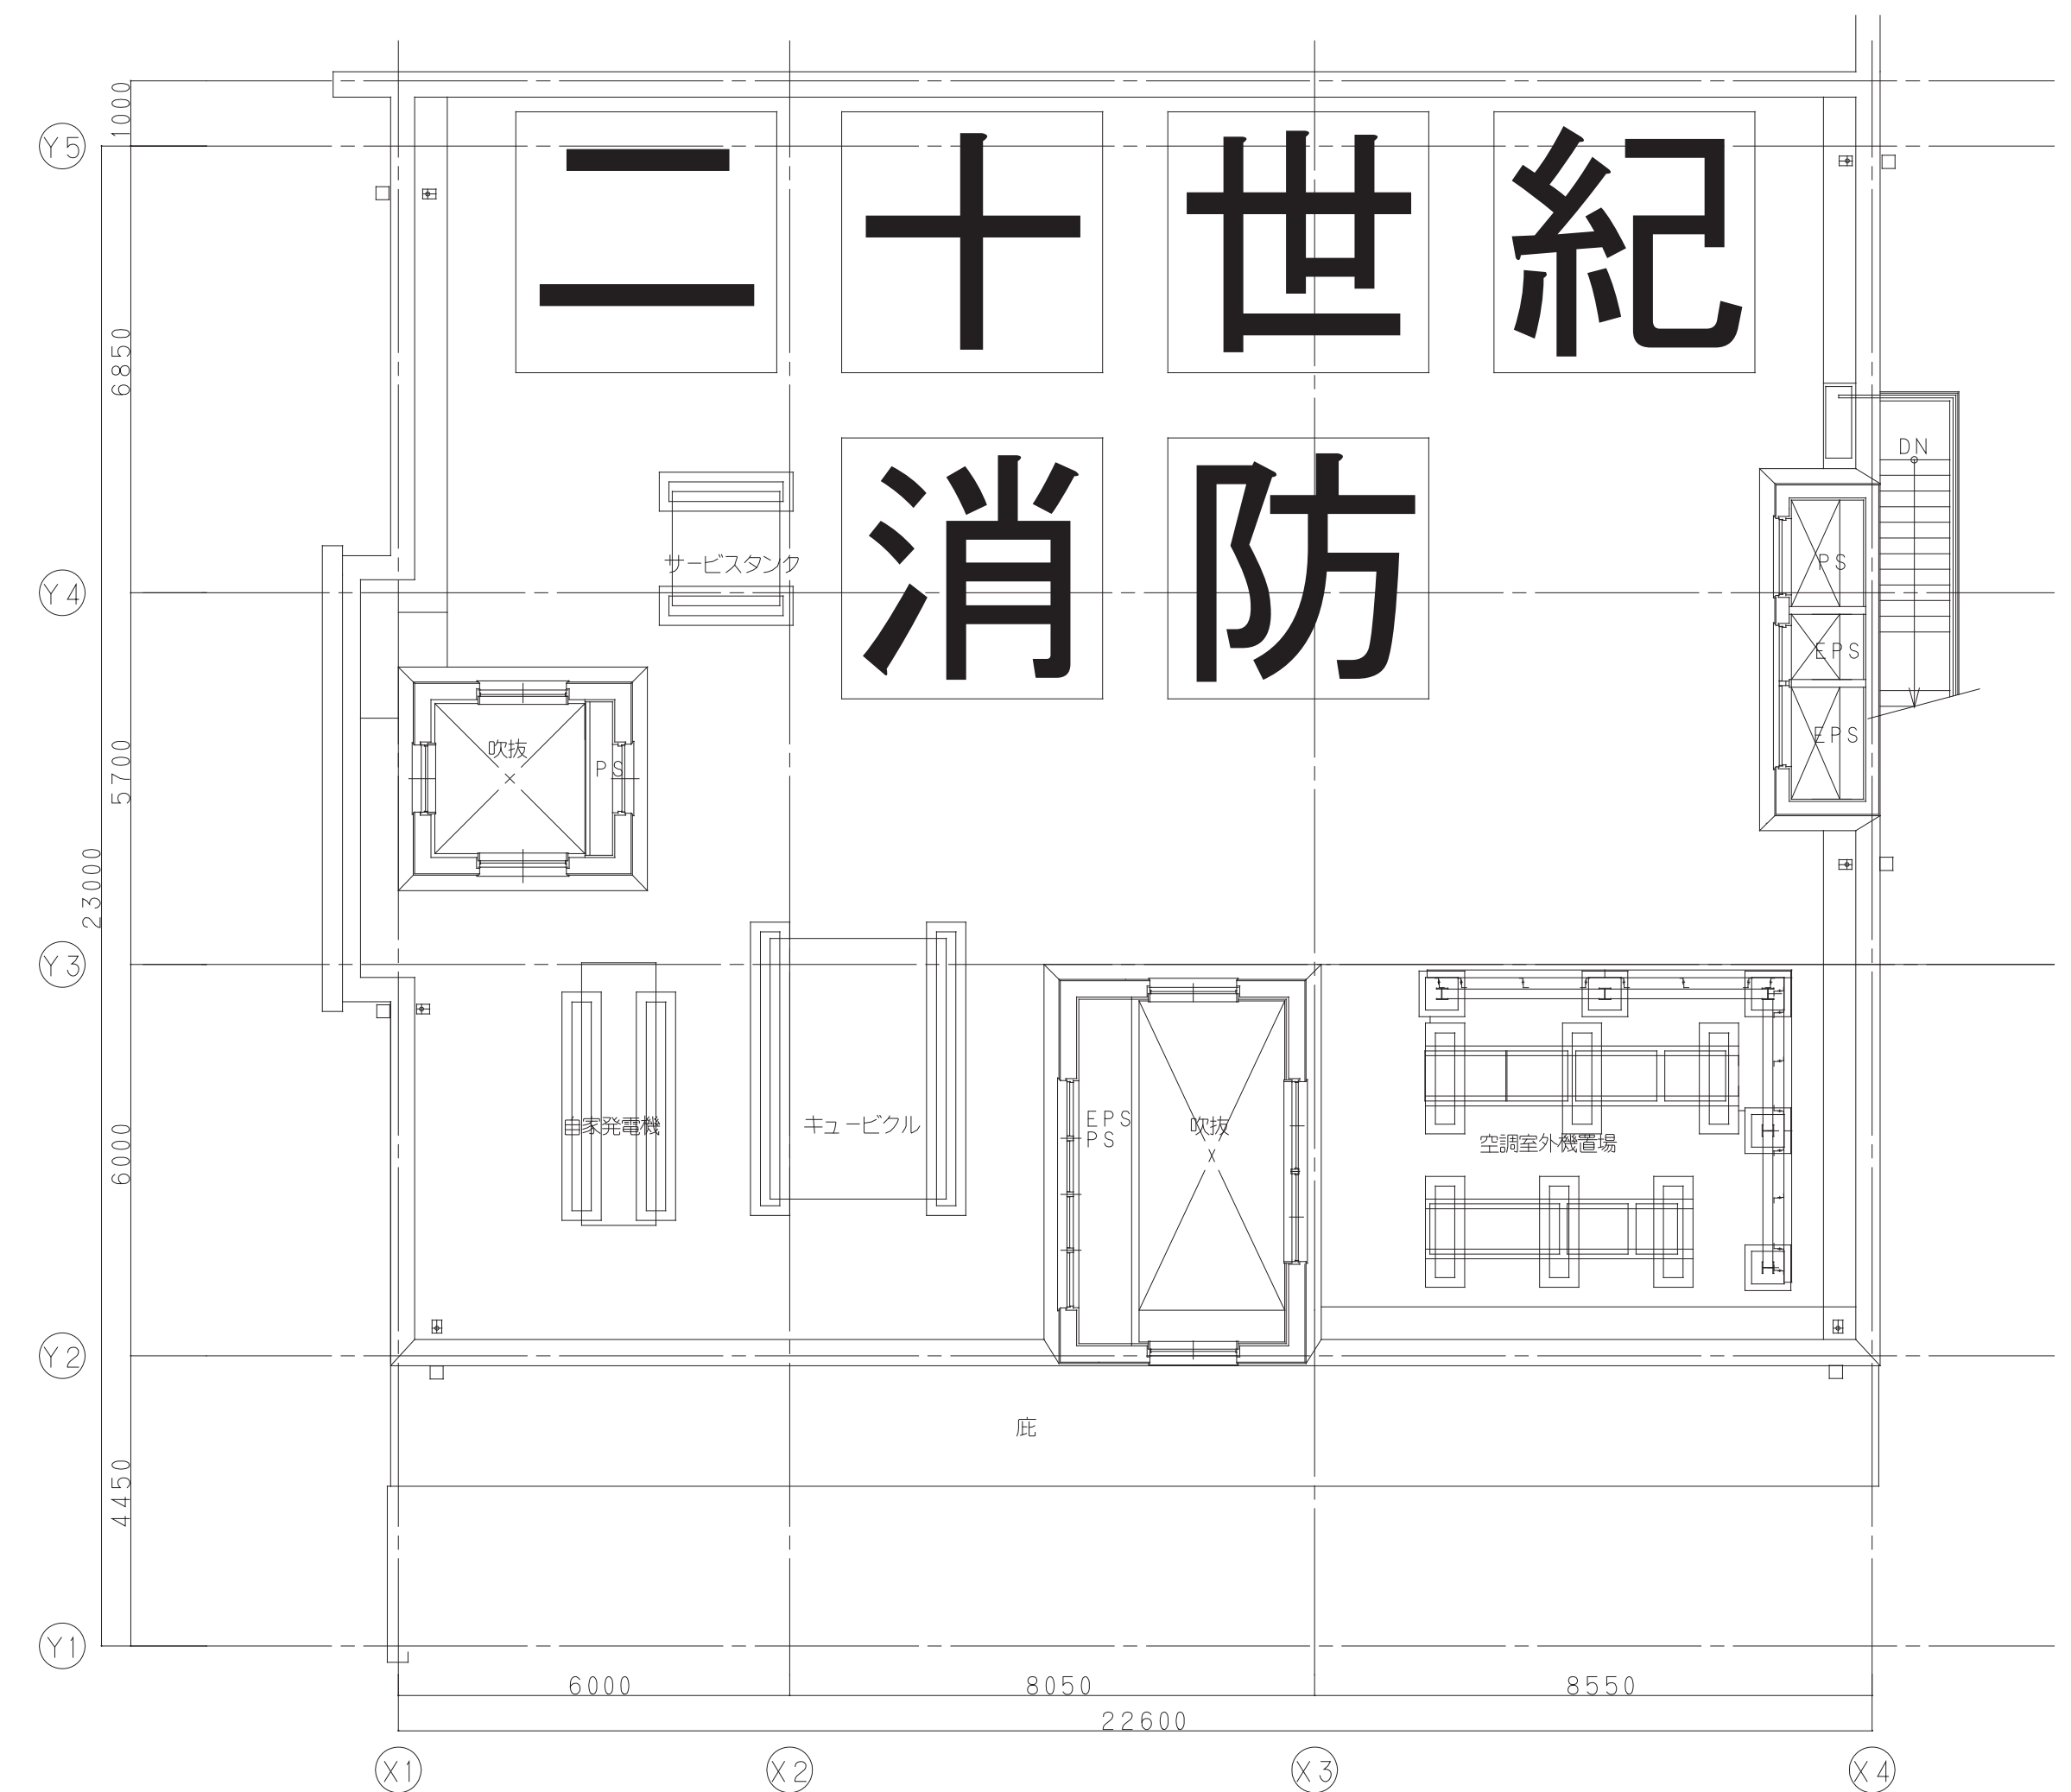 1000
Y5
二十世紀
6850
DN
消防
サービスタンク
PS
Y4
EPS
5700
吹抜
PS
EPS
23000
Y3
6000
自家発電機
キュービクル
EPS
PS
吹抜
空調室外機置場
Y2
庇
4450
Y1
6000
8050
8550
22600
X1
X2
X3
X4